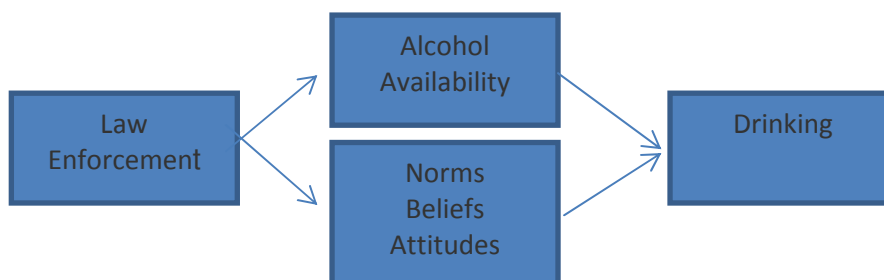 Law
Enforcement
Alcohol
Availability
Norms
Beliefs
Attitudes
Drinking